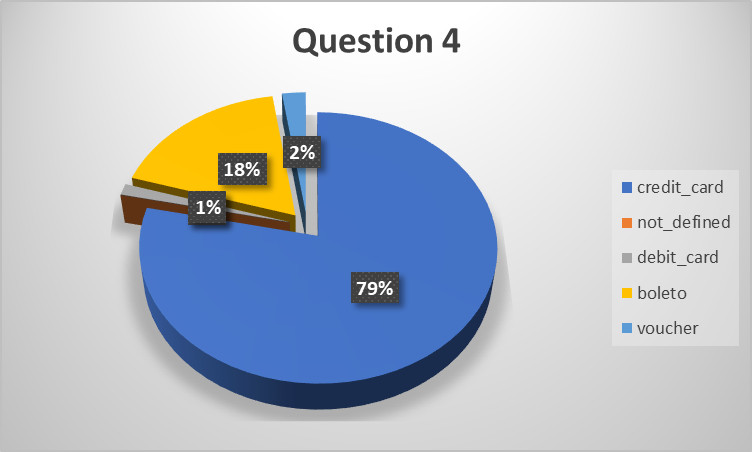 Question 4
2%
18%
1%
79%
credit_card
not_defined
debit_card
boleto
voucher